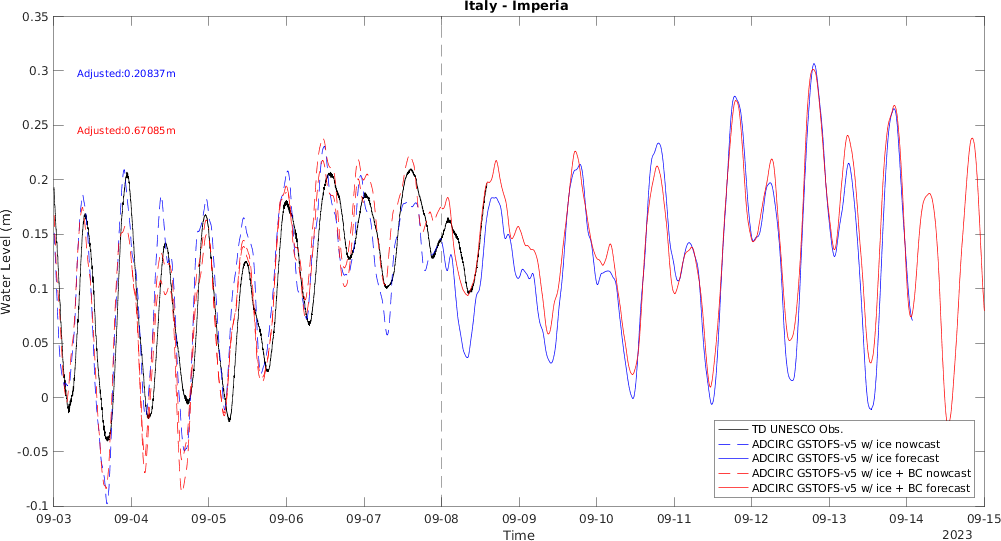 Italy - Imperia
0.35
0.3
0.25
0.2
0.15
0.1
0.05
0
-0.05
-0.1
Water Level (m)
Adjusted:0.20837m
Adjusted:0.67085m
TD UNESCO Obs.
ADCIRC GSTOFS-v5 w/ ice nowcast
ADCIRC GSTOFS-v5 w/ ice forecast
ADCIRC GSTOFS-v5 w/ ice + BC nowcast
ADCIRC GSTOFS-v5 w/ ice + BC forecast
09-03 09-04 09-05 09-06 09-07 09-08 09-09 09-10 09-11 09-12 09-13 09-14 09-15
Time
2023